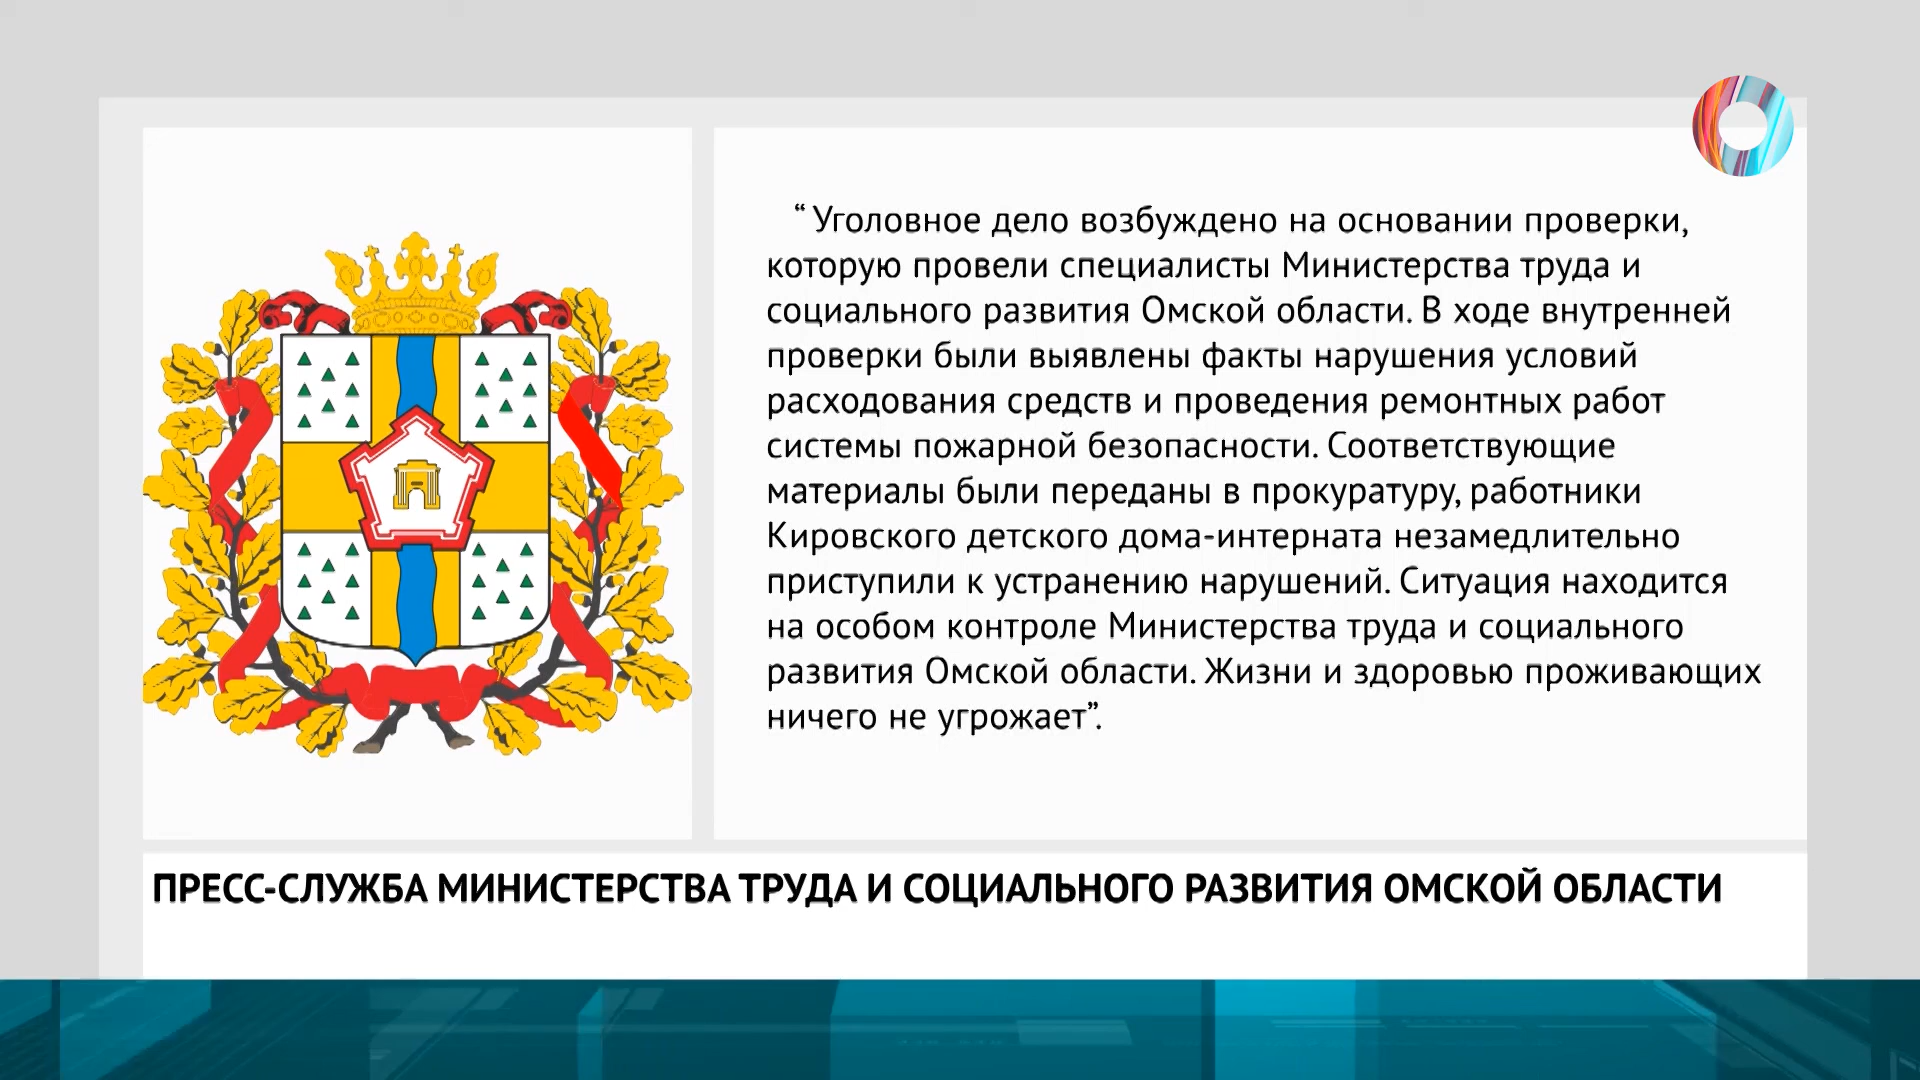 “ Уголовное дело возбуждено на основании проверки,
которую провели специалисты Министерства труда и
социального развития Омской области. В ходе внутренней
проверки были выявлены факты нарушения условий
расходования средств и проведения ремонтных работ
системы пожарной безопасности. Соответствующие
материалы были переданы в прокуратуру, работники
Кировского детского дома-интерната незамедлительно
приступили к устранению нарушений. Ситуация находится
на особом контроле Министерства труда и социального
развития Омской области. Жизни и здоровью проживающих
ничего не угрожает”.
ПРЕСС-СЛУЖБА МИНИСТЕРСТВА ТРУДА И СОЦИАЛЬНОГО РАЗВИТИЯ ОМСКОЙ ОБЛАСТИ